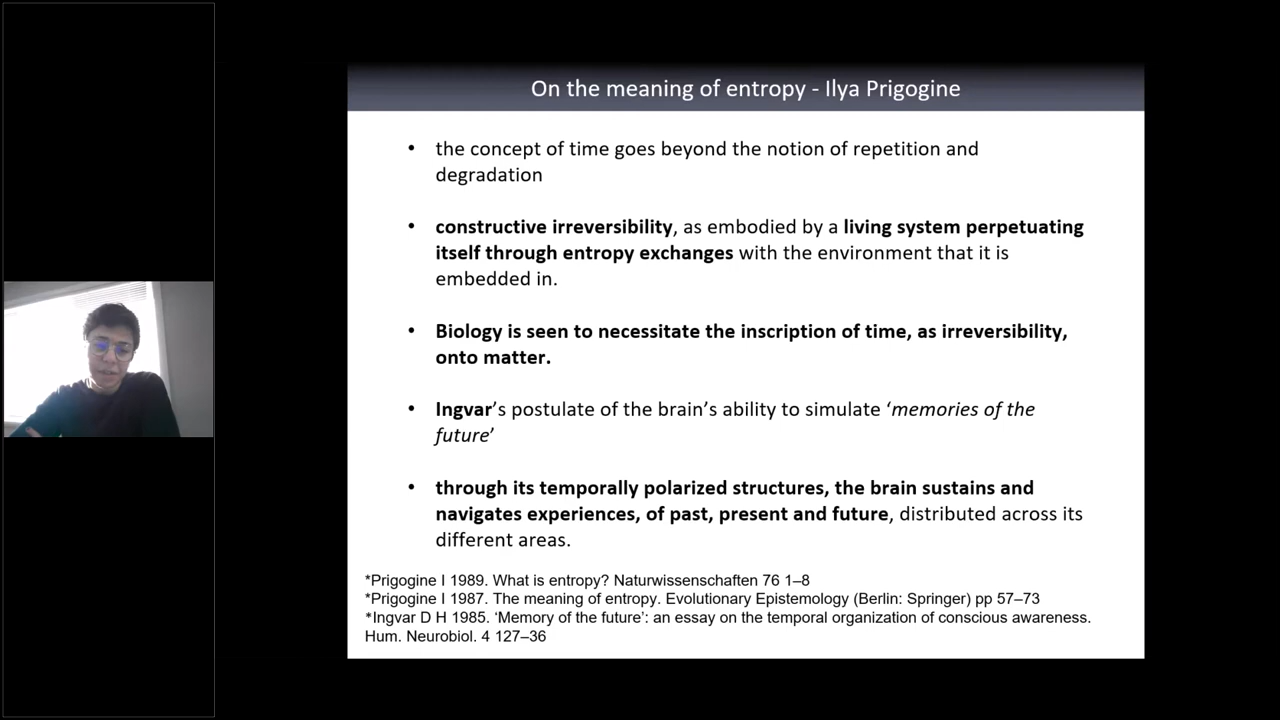 On the meaning of entropy - Ilya Prigogine
• the concept of time goes beyond the notion of repetition and
degradation
• constructive irreversibility, as embodied by a living system perpetuating
itself through entropy exchanges with the environment that it is
embedded in.
• Biology is seen to necessitate the inscription of time, as irreversibility,
onto matter.
• Ingvar’s postulate of the brain’s ability to simulate ‘memories of the
future’
• through its temporally polarized structures, the brain sustains and
navigates experiences, of past, present and future, distributed across its
different areas.
*Prigogine I 1989. What is entropy? Naturwissenschaften 76 1–8
*Prigogine I 1987. The meaning of entropy. Evolutionary Epistemology (Berlin: Springer) pp 57–73
*Ingvar D H 1985. ‘Memory of the future’: an essay on the temporal organization of conscious awareness.
Hum. Neurobiol. 4 127–36